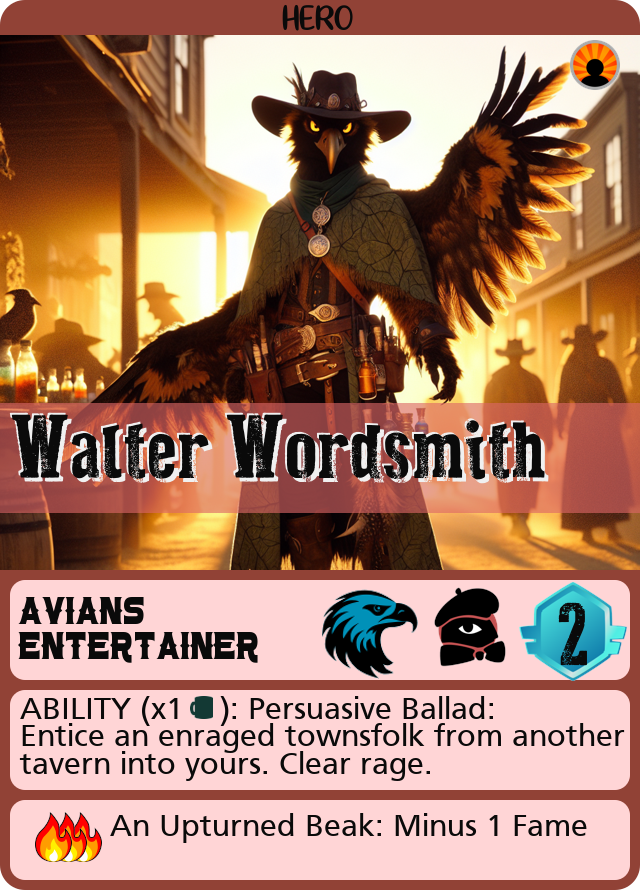 HERO
Walter Wordsmith
AVIANS
ENTERTAINER
2
ABILITY (x1 ): Persuasive Ballad:
Entice an enraged townsfolk from another
tavern into yours. Clear rage.
An Upturned Beak: Minus 1 Fame